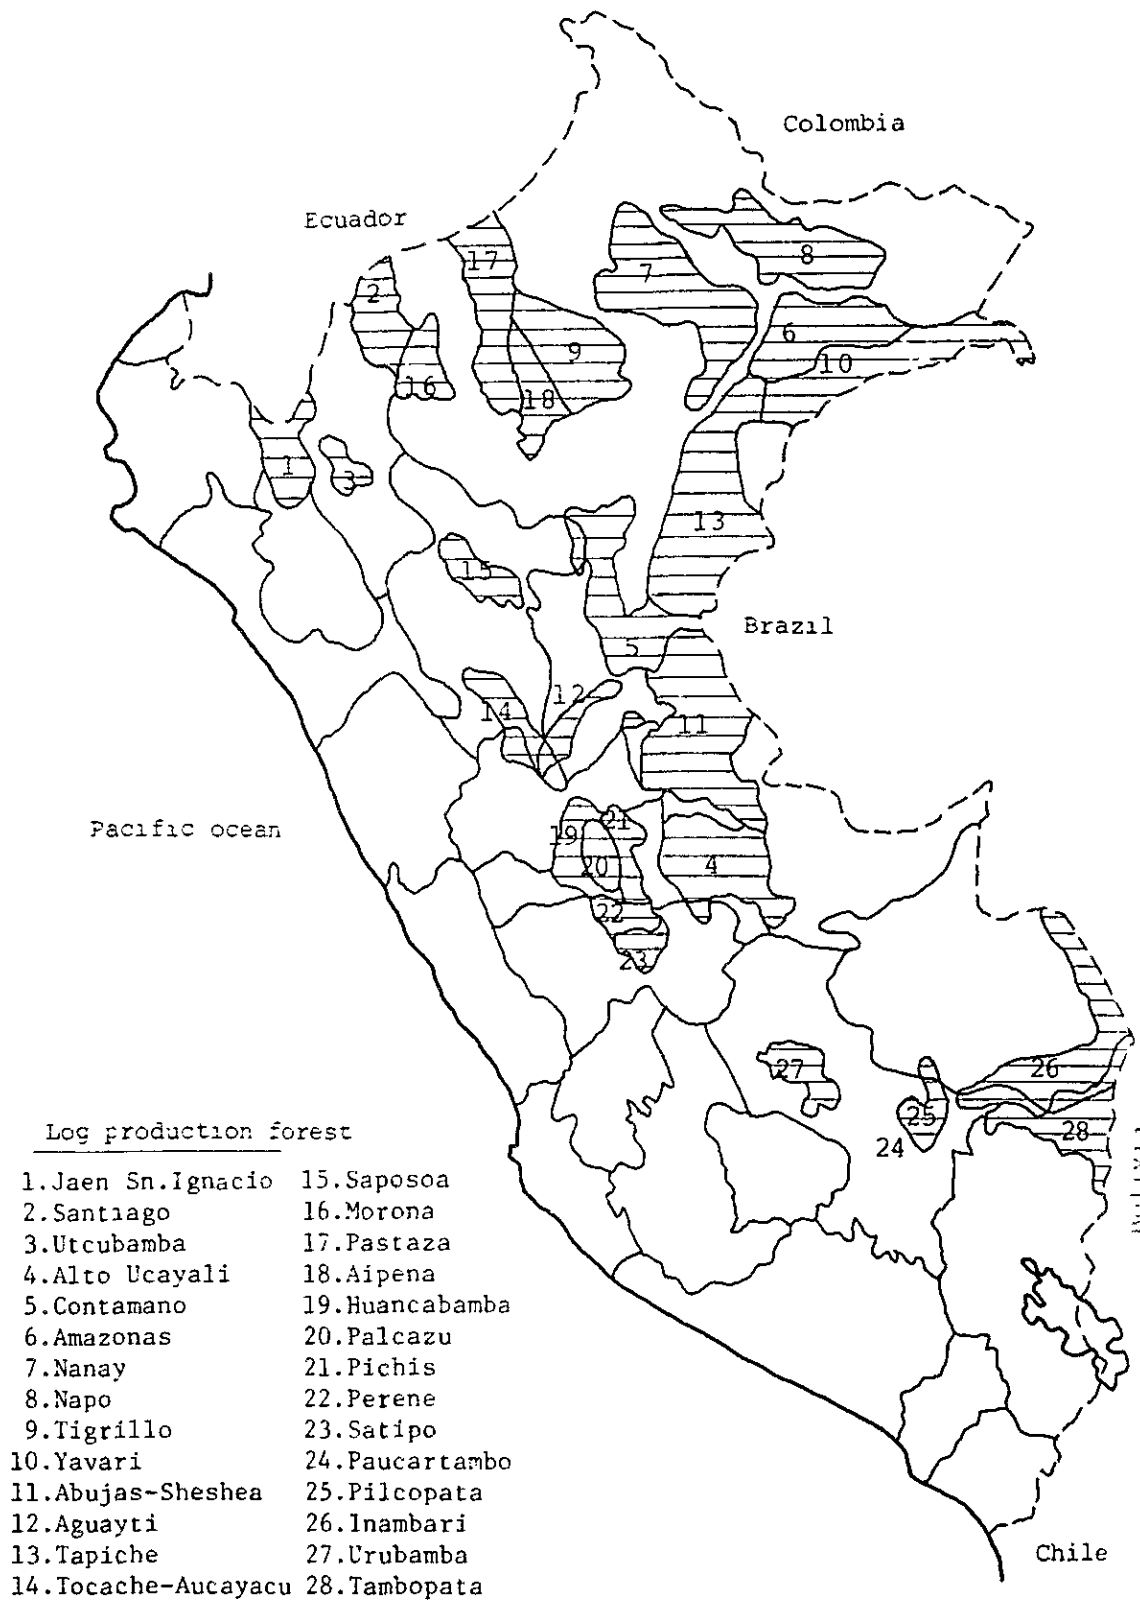 Colombia
Ecuador
17
8
7
2
6
9
10
16
18
1
3
13
15
Brazil
5
12
14
11
Pacific ocean
21
19
20
4
22
23
27
26
25
28
24
Log production forest
1.Jaen Sn.Ignacio 15.Saposoa
2.Santiago 16.Morona
3.Utcubamba 17.Pastaza
4.Alto Ucayali 18.Aipena
5.Contamano 19.Huancabamba
6.Amazonas 20.Palcazu
7.Nanay 21.Pichis
8.Napo 22.Perene
9.Tigrillo 23.Satipo
10.Yavari 24.Paucartambo
11.Abujas-Sheshea 25.Pilcopata
12.Aguayti 26.Inambari
13.Tapiche 27.Urubamba
14.Tocache-Aucayacu 28.Tambopata
Chile